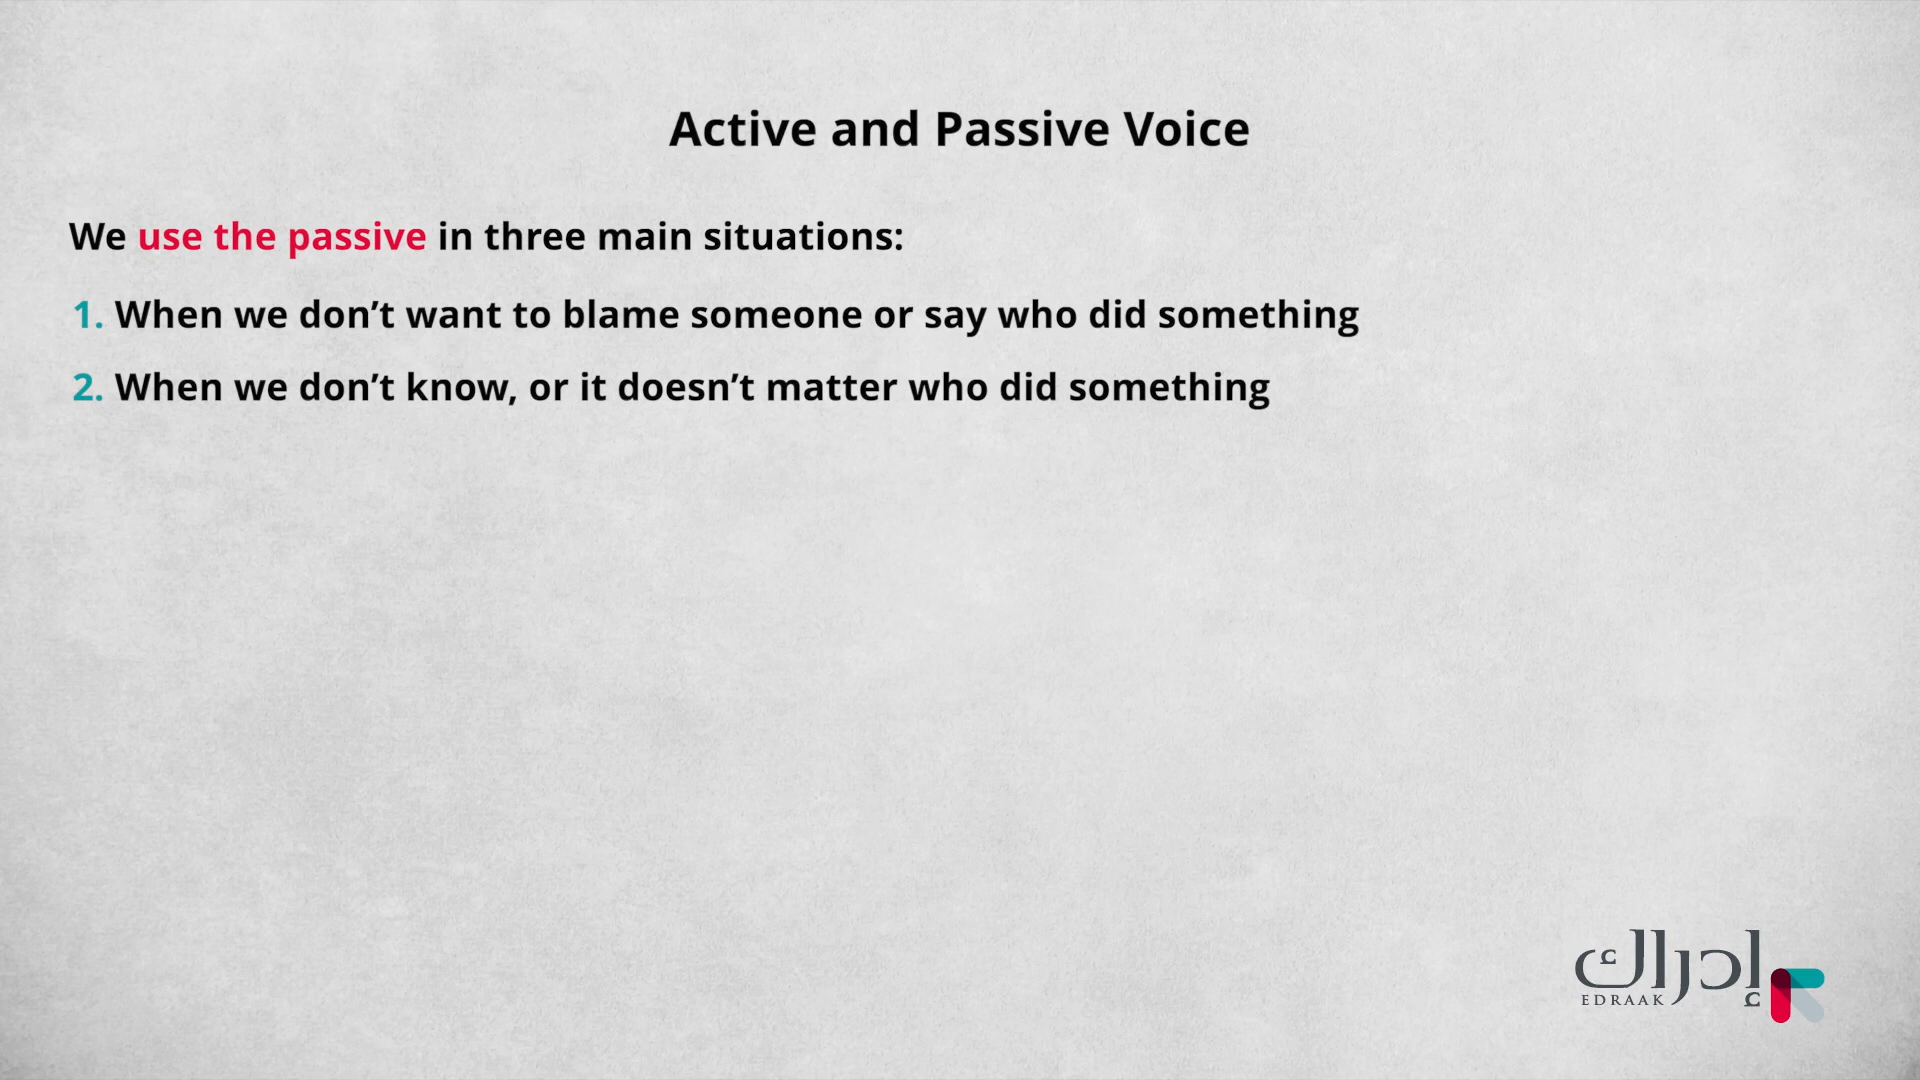 Active and Passive Voice
We use the passive in three main situations:
1. When we don’t want to blame someone or say who did something
2. When we don’t know, or it doesn’t matter who did something
إدراك
EDRAAK